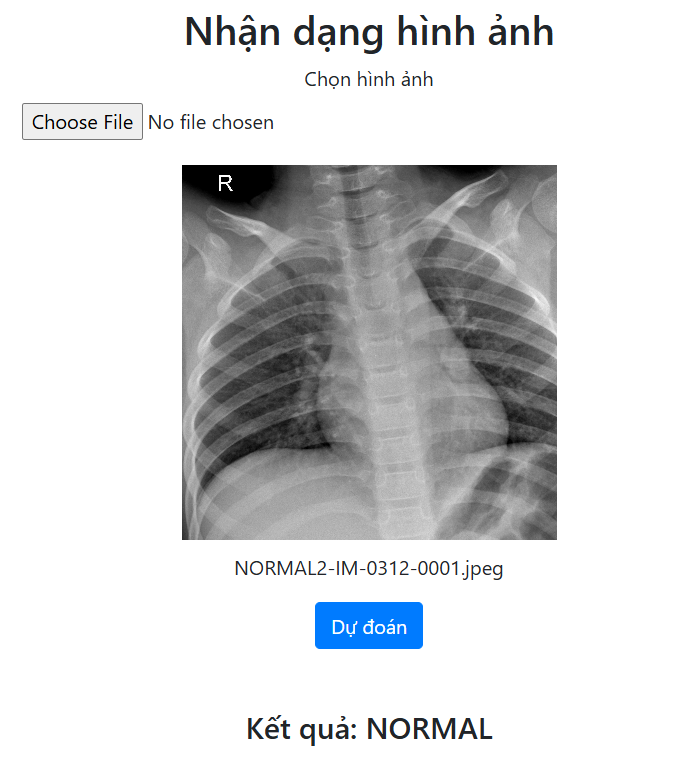 Nhận dạng hình ảnh
Chọn hình ảnh
Choose File No file chosen
R
NORMAL2-IM-0312-0001.jpeg
Dự đoán
Kết quả: NORMAL